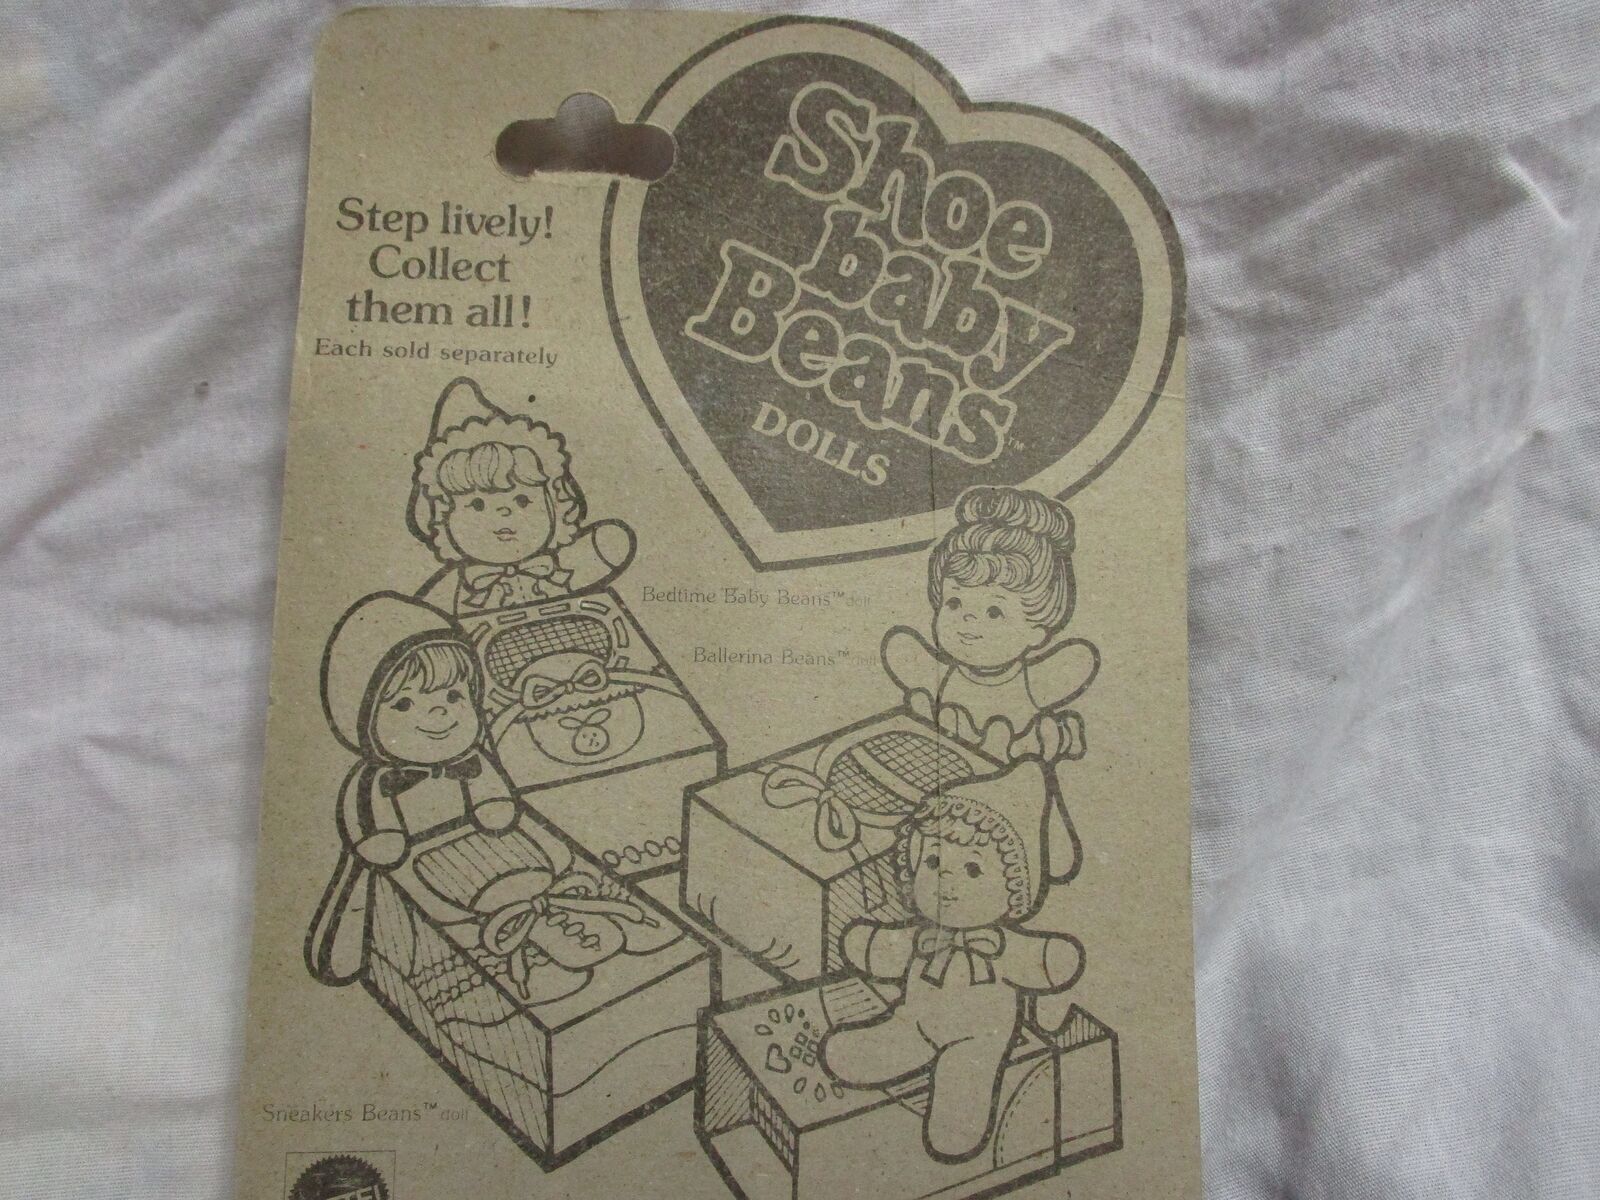 Shoe
baby
Beans™
DOLLS
Step lively!
Collect
them all!
Each sold separately
Bedtime Baby Beans™ doll
Ballerina Beans™ doll
Sneakers Beans™ doll